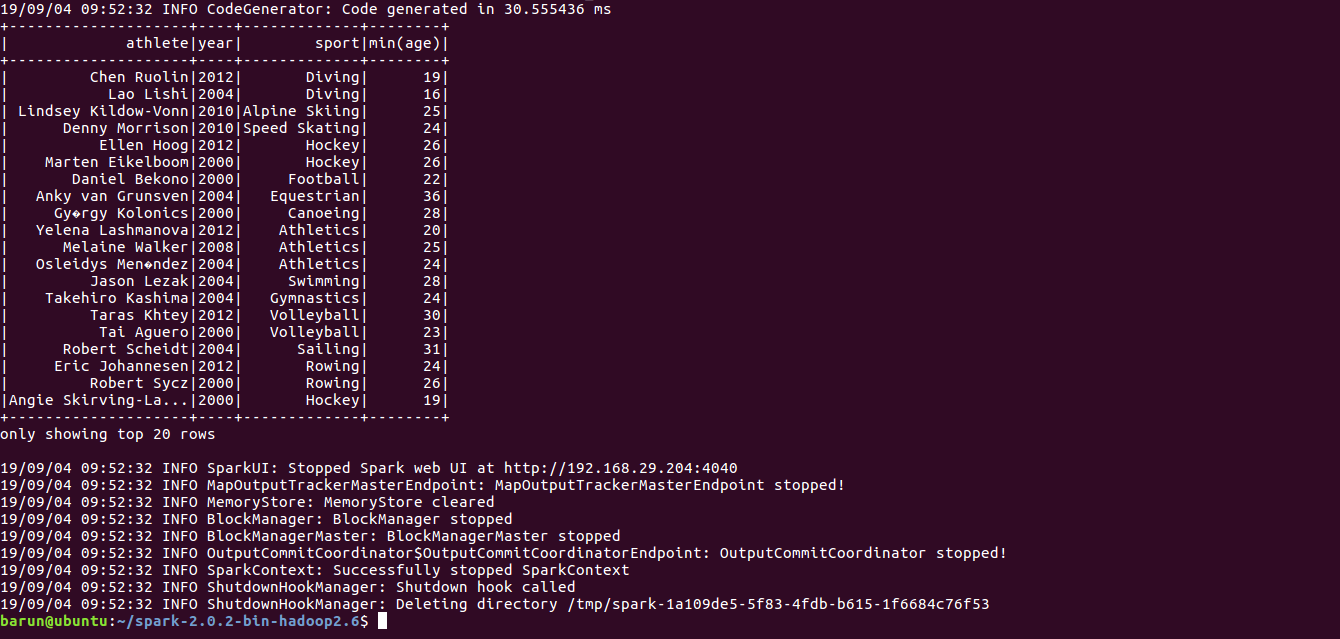 19/09/04 09:52:32 INFO CodeGenerator: Code generated in 30.555436 ms
+--------------------+----+-------------+--------+
|             athlete|year|        sport|min(age)|
+--------------------+----+-------------+--------+
|         Chen Ruolin|2012|       Diving|      19|
|           Lao Lishi|2004|       Diving|      16|
| Lindsey Kildow-Vonn|2010|Alpine Skiing|      25|
|      Denny Morrison|2010|Speed Skating|      24|
|          Ellen Hoog|2012|       Hockey|      26|
|    Marten Eikelboom|2000|       Hockey|      26|
|       Daniel Bekono|2000|     Football|      22|
|   Anky van Grunsven|2004|   Equestrian|      36|
|     Gy�rgy Kolonics|2000|     Canoeing|      28|
|   Yelena Lashmanova|2012|    Athletics|      20|
|      Melaine Walker|2008|    Athletics|      25|
|   Osleidys Men�ndez|2004|    Athletics|      24|
|         Jason Lezak|2004|     Swimming|      28|
|    Takehiro Kashima|2004|   Gymnastics|      24|
|         Taras Khtey|2012|   Volleyball|      30|
|          Tai Aguero|2000|   Volleyball|      23|
|      Robert Scheidt|2004|      Sailing|      31|
|     Eric Johannesen|2012|       Rowing|      24|
|         Robert Sycz|2000|       Rowing|      26|
|Angie Skirving-La...|2000|       Hockey|      19|
+--------------------+----+-------------+--------+
only showing top 20 rows
19/09/04 09:52:32 INFO SparkUI: Stopped Spark web UI at http://192.168.29.204:4040
19/09/04 09:52:32 INFO MapOutputTrackerMasterEndpoint: MapOutputTrackerMasterEndpoint stopped!
19/09/04 09:52:32 INFO MemoryStore: MemoryStore cleared
19/09/04 09:52:32 INFO BlockManager: BlockManager stopped
19/09/04 09:52:32 INFO BlockManagerMaster: BlockManagerMaster stopped
19/09/04 09:52:32 INFO OutputCommitCoordinator$OutputCommitCoordinatorEndpoint: OutputCommitCoordinator stopped!
19/09/04 09:52:32 INFO SparkContext: Successfully stopped SparkContext
19/09/04 09:52:32 INFO ShutdownHookManager: Shutdown hook called
19/09/04 09:52:32 INFO ShutdownHookManager: Deleting directory /tmp/spark-1a109de5-5f83-4fdb-b615-1f6684c76f53
barun@ubuntu:~/spark-2.0.2-bin-hadoop2.6$